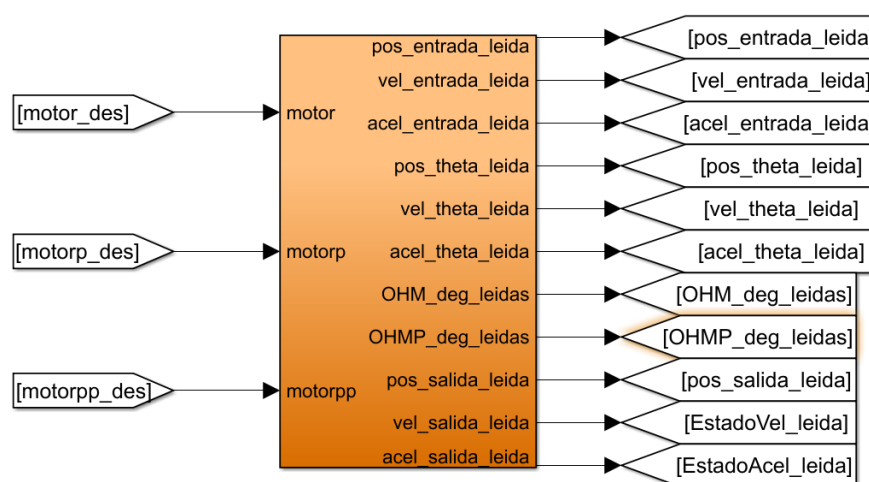 [motor_des]
[motorp_des]
[motorpp_des]
motor
motorp
motorpp
pos_entrada_leida
vel_entrada_leida
acel_entrada_leida
pos_theta_leida
vel_theta_leida
acel_theta_leida
OHM_deg_leidas
OHMP_deg_leidas
pos_salida_leida
vel_salida_leida
acel_salida_leida
[pos_entrada_leida
[vel_entrada_leida]
[acel_entrada_leida
[pos_theta_leida]
[vel_theta_leida]
[acel_theta_leida]
[OHM_deg_leidas]
[OHMP_deg_leidas]
[pos_salida_leida]
[EstadoVel_leida]
[EstadoAcel_leida]